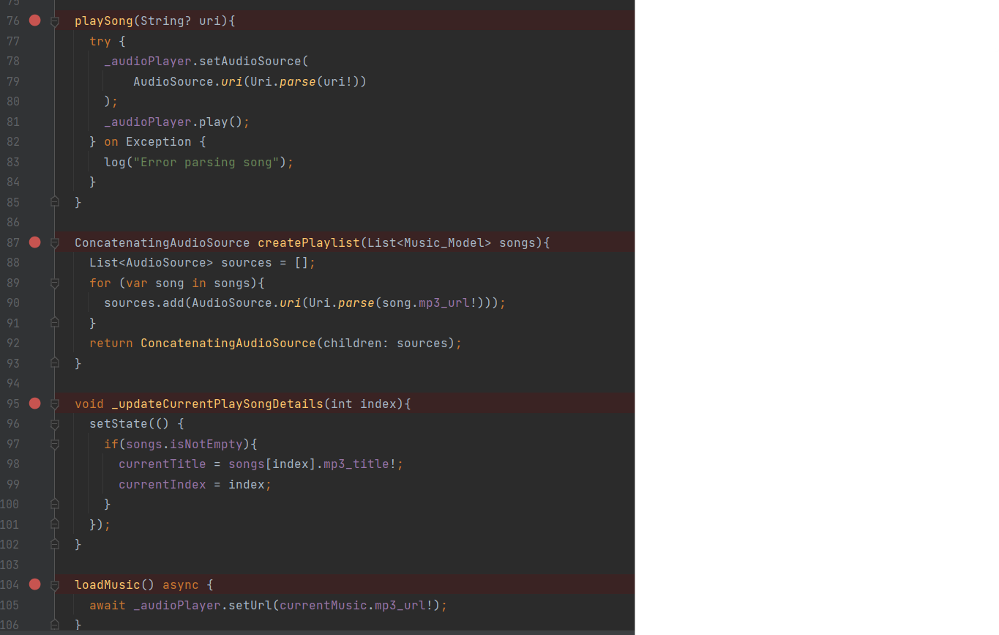 75
76 playSong(String? uri){
77 try {
78 _audioPlayer.setAudioSource(
79 AudioSource.uri(Uri.parse(uri!))
80 );
81 _audioPlayer.play();
82 } on Exception {
83 log("Error parsing song");
84 }
85 }
86
87 ConcatenatingAudioSource createPlaylist(List<Music_Model> songs){
88 List<AudioSource> sources = [];
89 for (var song in songs){
90 sources.add(AudioSource.uri(Uri.parse(song.mp3_url!)));
91 }
92 return ConcatenatingAudioSource(children: sources);
93 }
94
95 void _updateCurrentPlaySongDetails(int index){
96 setState(() {
97 if(songs.isNotEmpty){
98 currentTitle = songs[index].mp3_title!;
99 currentIndex = index;
100 }
101 });
102 }
103
104 loadMusic() async {
105 await _audioPlayer.setUrl(currentMusic.mp3_url!);
106 }